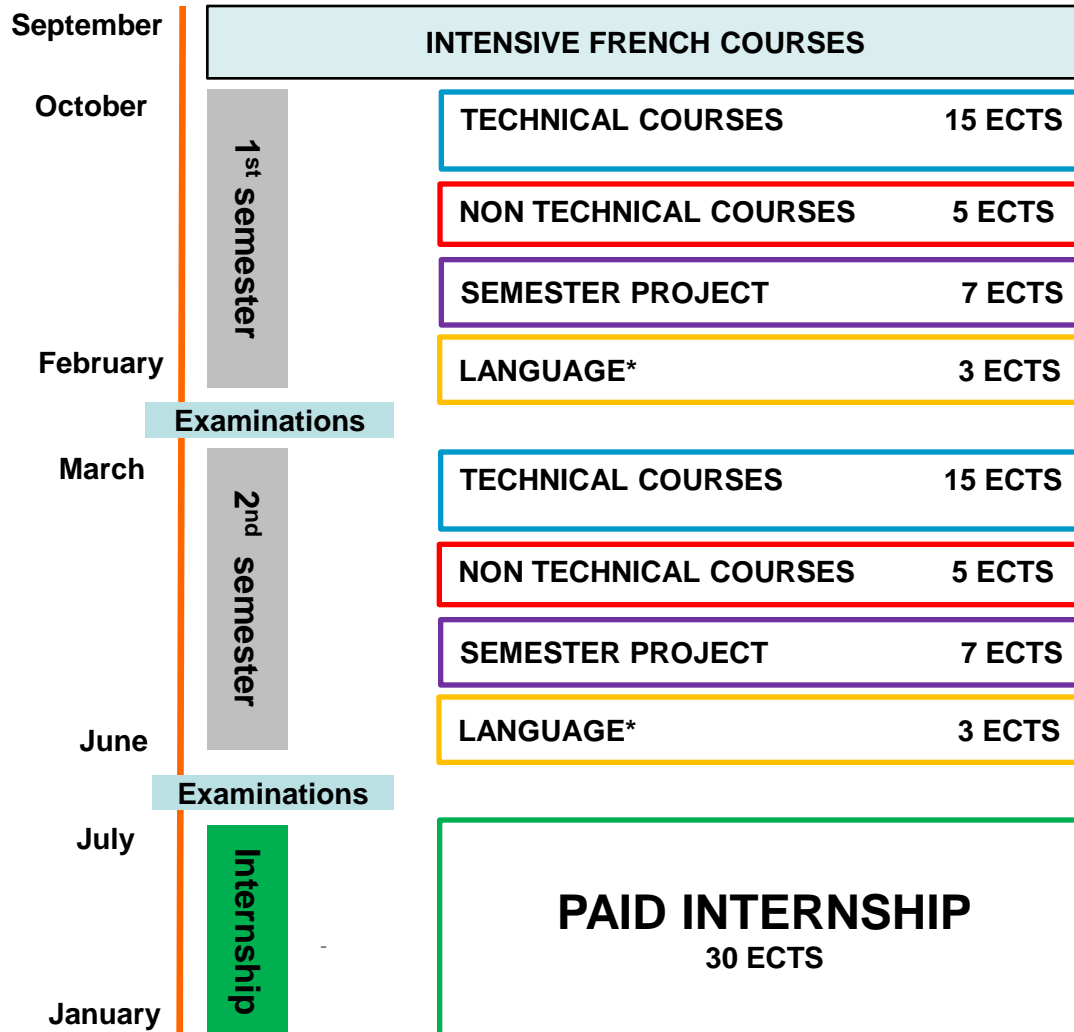 September
INTENSIVE FRENCH COURSES
October
1st semester
TECHNICAL COURSES 15 ECTS
NON TECHNICAL COURSES 5 ECTS
SEMESTER PROJECT 7 ECTS
February
LANGUAGE* 3 ECTS
Examinations
March
2nd semester
TECHNICAL COURSES 15 ECTS
NON TECHNICAL COURSES 5 ECTS
SEMESTER PROJECT 7 ECTS
LANGUAGE* 3 ECTS
June
Examinations
July
Internship
-
PAID INTERNSHIP
30 ECTS
January